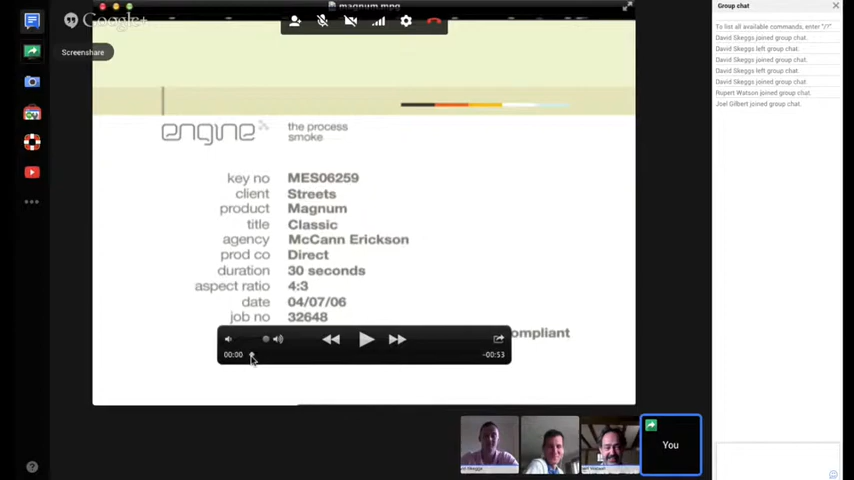 magnum.mpg
Google+
Screenshare
engine
the process
smoke
key no MES06259
client Streets
product Magnum
title Classic
agency McCann Erickson
prod co Direct
duration 30 seconds
aspect ratio 4:3
date 04/07/06
job no 32648
ompliant
00:00
-00:53
You
Group chat
To list all available commands, enter "/?"
David Skeggs joined group chat.
David Skeggs left group chat.
David Skeggs joined group chat.
David Skeggs left group chat.
David Skeggs joined group chat.
Rupert Watson joined group chat.
Joel Gilbert joined group chat.